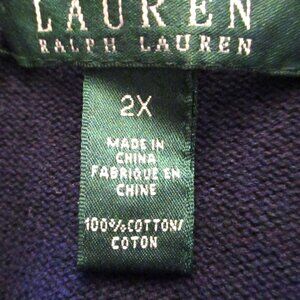 LAUREN
RALPH LAUREN
2X
MADE IN
CHINA
FABRIQUE EN
CHINE
100%COTTON/
COTON